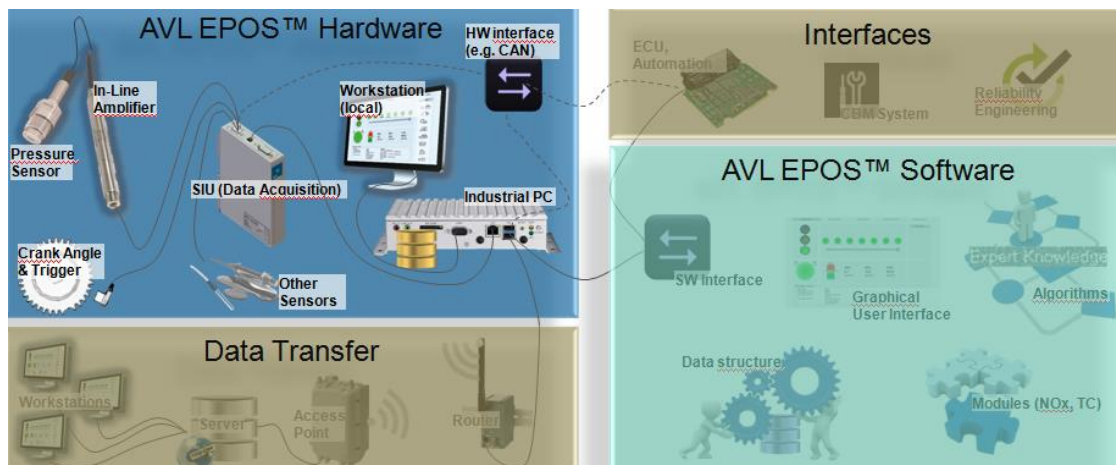 AVL EPOS™ Hardware
HW interface
(e.g. CAN)
In-Line
Amplifier
Workstation
(local)
Pressure
Sensor
SIU (Data Acquisition)
Industrial PC
Crank Angle
& Trigger
Other
Sensors
Interfaces
ECU,
Automation
CBM System
Reliability
Engineering
AVL EPOS™ Software
Expert Knowledge
SW Interface
Graphical
User Interface
Algorithms
Data structure
Modules (NOx, TC)
Data Transfer
Workstations
Server
Access
Point
Router